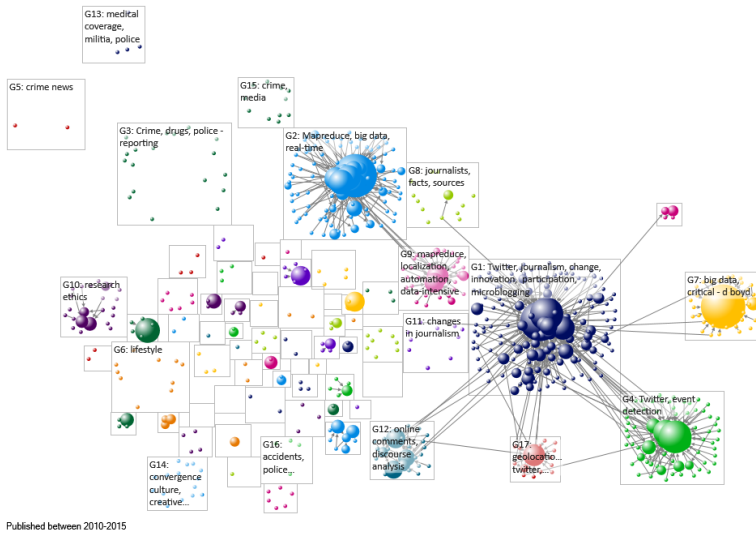 G13: medital
coverage,
militia, police
G5: crime news
G15: crime,
media
G3: Crime, drugs, police -
reporting
G2: Mapreduce, big data,
real-time
G8: journalists,
facts, sources
G9: mapreduce,
localization,
automation,
data-intensive
G1: Twitter, journalism, change,
innovation, participation,
microblogging
G7: big data,
critical - d boyd
G10: research
ethics
G11: changes
in journalism
G6: lifestyle
G4: Twitter, event
detection
G12: online
comments,
discourse
analysis
G16:
accidents,
police...
G17:
geolocatio...
twitter,...
G14:
convergence
culture,
creative...
Published between 2010-2015